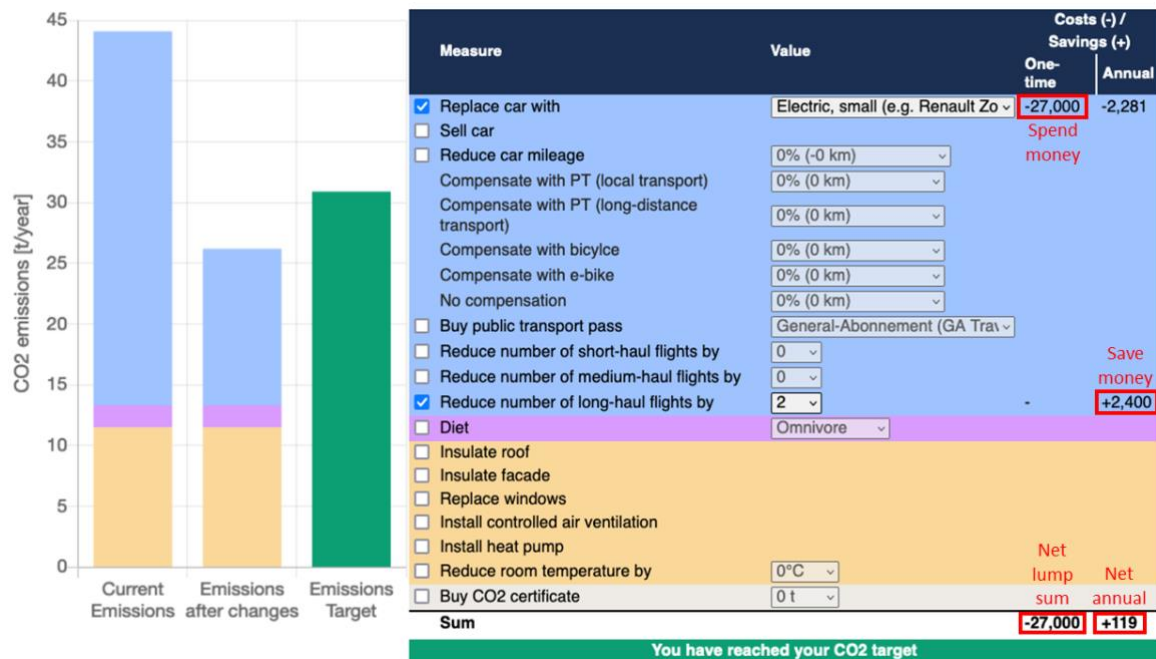 45
40
35
30
25
20
15
10
5
0
CO2 emissions [t/year]
Current Emissions
Emissions after changes
Emissions Target
Costs (-) /
Savings (+)
Measure Value One-time Annual
Replace car with Electric, small (e.g. Renault Zo -27,000 -2,281
Sell car Spend
Reduce car mileage 0% (-0 km) money
Compensate with PT (local transport) 0% (0 km)
Compensate with PT (long-distance
transport) 0% (0 km)
Compensate with bicylce 0% (0 km)
Compensate with e-bike 0% (0 km)
No compensation 0% (0 km)
Buy public transport pass General-Abonnement (GA Trav
Reduce number of short-haul flights by 0 Save
Reduce number of medium-haul flights by 0 money
Reduce number of long-haul flights by 2 - +2,400
Diet Omnivore
Insulate roof
Insulate facade
Replace windows
Install controlled air ventilation
Install heat pump Net
Reduce room temperature by 0°C lump Net
Buy CO2 certificate 0 t sum annual
Sum -27,000 +119
You have reached your CO2 target